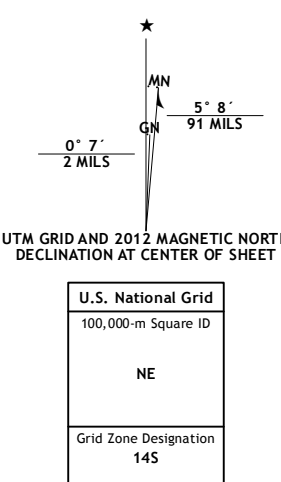 MN
5° 8´
91 MILS
GN
0° 7´
2 MILS
UTM GRID AND 2012 MAGNETIC NORT
DECLINATION AT CENTER OF SHEET
U.S. National Grid
100,000-m Square ID
NE
Grid Zone Designation
14S